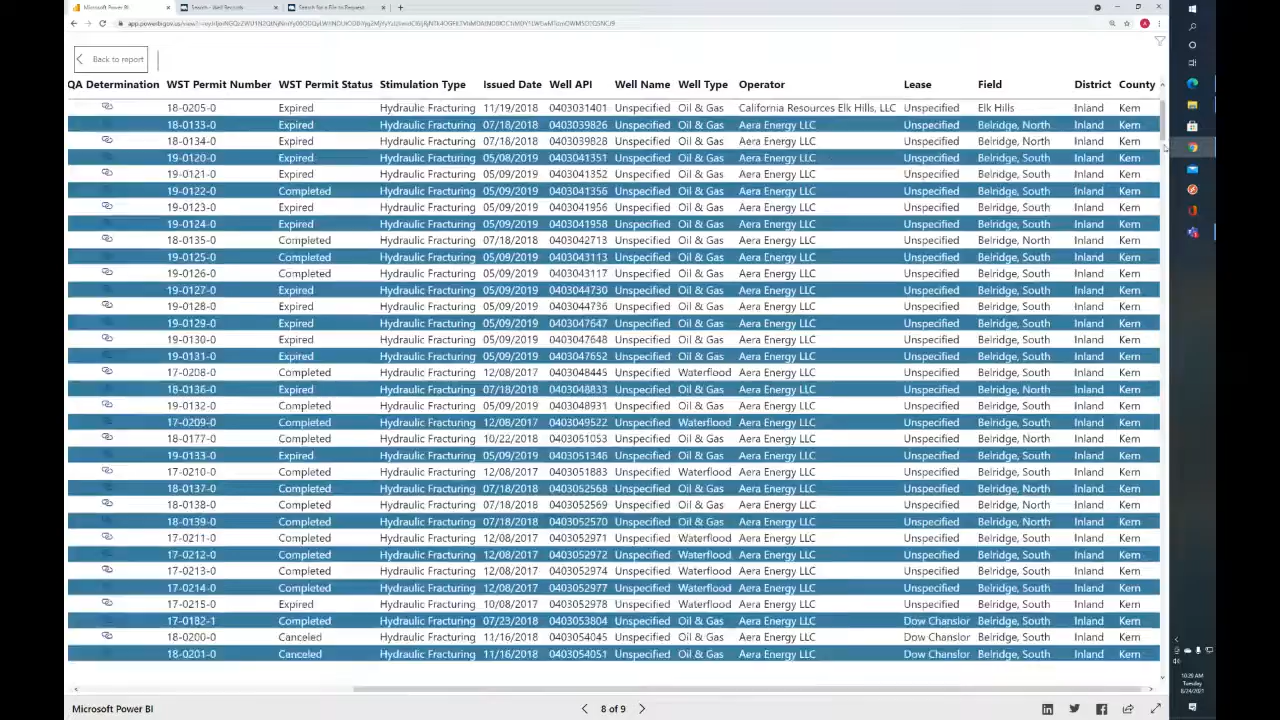 Microsoft Power BI
Search - Well Records
Search for a File to Request
Back to report
QA Determination WST Permit Number WST Permit Status Stimulation Type Issued Date Well API Well Name Well Type Operator Lease Field District County
18-0205-0 Expired Hydraulic Fracturing 11/19/2018 0403031401 Unspecified Oil & Gas California Resources Elk Hills, LLC Unspecified Elk Hills Inland Kern
18-0133-0 Expired Hydraulic Fracturing 07/18/2018 0403039826 Unspecified Oil & Gas Aera Energy LLC Unspecified Belridge, North Inland Kern
18-0134-0 Expired Hydraulic Fracturing 07/18/2018 0403039828 Unspecified Oil & Gas Aera Energy LLC Unspecified Belridge, North Inland Kern
19-0120-0 Expired Hydraulic Fracturing 05/08/2019 0403041351 Unspecified Oil & Gas Aera Energy LLC Unspecified Belridge, South Inland Kern
19-0121-0 Expired Hydraulic Fracturing 05/09/2019 0403041352 Unspecified Oil & Gas Aera Energy LLC Unspecified Belridge, South Inland Kern
19-0122-0 Completed Hydraulic Fracturing 05/09/2019 0403041356 Unspecified Oil & Gas Aera Energy LLC Unspecified Belridge, South Inland Kern
19-0123-0 Expired Hydraulic Fracturing 05/09/2019 0403041956 Unspecified Oil & Gas Aera Energy LLC Unspecified Belridge, South Inland Kern
19-0124-0 Expired Hydraulic Fracturing 05/09/2019 0403041958 Unspecified Oil & Gas Aera Energy LLC Unspecified Belridge, South Inland Kern
18-0135-0 Completed Hydraulic Fracturing 07/18/2018 0403042713 Unspecified Oil & Gas Aera Energy LLC Unspecified Belridge, North Inland Kern
19-0125-0 Completed Hydraulic Fracturing 05/09/2019 0403043113 Unspecified Oil & Gas Aera Energy LLC Unspecified Belridge, South Inland Kern
19-0126-0 Completed Hydraulic Fracturing 05/09/2019 0403043117 Unspecified Oil & Gas Aera Energy LLC Unspecified Belridge, South Inland Kern
19-0127-0 Expired Hydraulic Fracturing 05/09/2019 0403044730 Unspecified Oil & Gas Aera Energy LLC Unspecified Belridge, South Inland Kern
19-0128-0 Expired Hydraulic Fracturing 05/09/2019 0403044736 Unspecified Oil & Gas Aera Energy LLC Unspecified Belridge, South Inland Kern
19-0129-0 Expired Hydraulic Fracturing 05/09/2019 0403047647 Unspecified Oil & Gas Aera Energy LLC Unspecified Belridge, South Inland Kern
19-0130-0 Expired Hydraulic Fracturing 05/09/2019 0403047648 Unspecified Oil & Gas Aera Energy LLC Unspecified Belridge, South Inland Kern
19-0131-0 Expired Hydraulic Fracturing 05/09/2019 0403047652 Unspecified Oil & Gas Aera Energy LLC Unspecified Belridge, South Inland Kern
17-0208-0 Completed Hydraulic Fracturing 12/08/2017 0403048445 Unspecified Waterflood Aera Energy LLC Unspecified Belridge, South Inland Kern
18-0136-0 Expired Hydraulic Fracturing 07/18/2018 0403048833 Unspecified Oil & Gas Aera Energy LLC Unspecified Belridge, North Inland Kern
19-0132-0 Completed Hydraulic Fracturing 05/09/2019 0403048931 Unspecified Oil & Gas Aera Energy LLC Unspecified Belridge, South Inland Kern
17-0209-0 Completed Hydraulic Fracturing 12/08/2017 0403049522 Unspecified Waterflood Aera Energy LLC Unspecified Belridge, South Inland Kern
18-0177-0 Completed Hydraulic Fracturing 10/22/2018 0403051053 Unspecified Oil & Gas Aera Energy LLC Unspecified Belridge, North Inland Kern
19-0133-0 Expired Hydraulic Fracturing 05/09/2019 0403051346 Unspecified Oil & Gas Aera Energy LLC Unspecified Belridge, South Inland Kern
17-0210-0 Completed Hydraulic Fracturing 12/08/2017 0403051883 Unspecified Waterflood Aera Energy LLC Unspecified Belridge, South Inland Kern
18-0137-0 Completed Hydraulic Fracturing 07/18/2018 0403052568 Unspecified Oil & Gas Aera Energy LLC Unspecified Belridge, North Inland Kern
18-0138-0 Completed Hydraulic Fracturing 07/18/2018 0403052569 Unspecified Oil & Gas Aera Energy LLC Unspecified Belridge, North Inland Kern
18-0139-0 Completed Hydraulic Fracturing 07/18/2018 0403052570 Unspecified Oil & Gas Aera Energy LLC Unspecified Belridge, North Inland Kern
17-0211-0 Completed Hydraulic Fracturing 12/08/2017 0403052971 Unspecified Waterflood Aera Energy LLC Unspecified Belridge, South Inland Kern
17-0212-0 Completed Hydraulic Fracturing 12/08/2017 0403052972 Unspecified Waterflood Aera Energy LLC Unspecified Belridge, South Inland Kern
17-0213-0 Completed Hydraulic Fracturing 12/08/2017 0403052974 Unspecified Waterflood Aera Energy LLC Unspecified Belridge, South Inland Kern
17-0214-0 Completed Hydraulic Fracturing 12/08/2017 0403052977 Unspecified Waterflood Aera Energy LLC Unspecified Belridge, South Inland Kern
17-0215-0 Expired Hydraulic Fracturing 10/08/2017 0403052978 Unspecified Waterflood Aera Energy LLC Unspecified Belridge, South Inland Kern
17-0182-1 Completed Hydraulic Fracturing 07/23/2018 0403053804 Unspecified Oil & Gas Aera Energy LLC Dow Chanslor Belridge, South Inland Kern
18-0200-0 Canceled Hydraulic Fracturing 11/16/2018 0403054045 Unspecified Oil & Gas Aera Energy LLC Dow Chanslor Belridge, South Inland Kern
18-0201-0 Canceled Hydraulic Fracturing 11/16/2018 0403054051 Unspecified Oil & Gas Aera Energy LLC Dow Chanslor Belridge, South Inland Kern
Microsoft Power BI
8 of 9
10:20 AM
Tuesday
8/24/2021